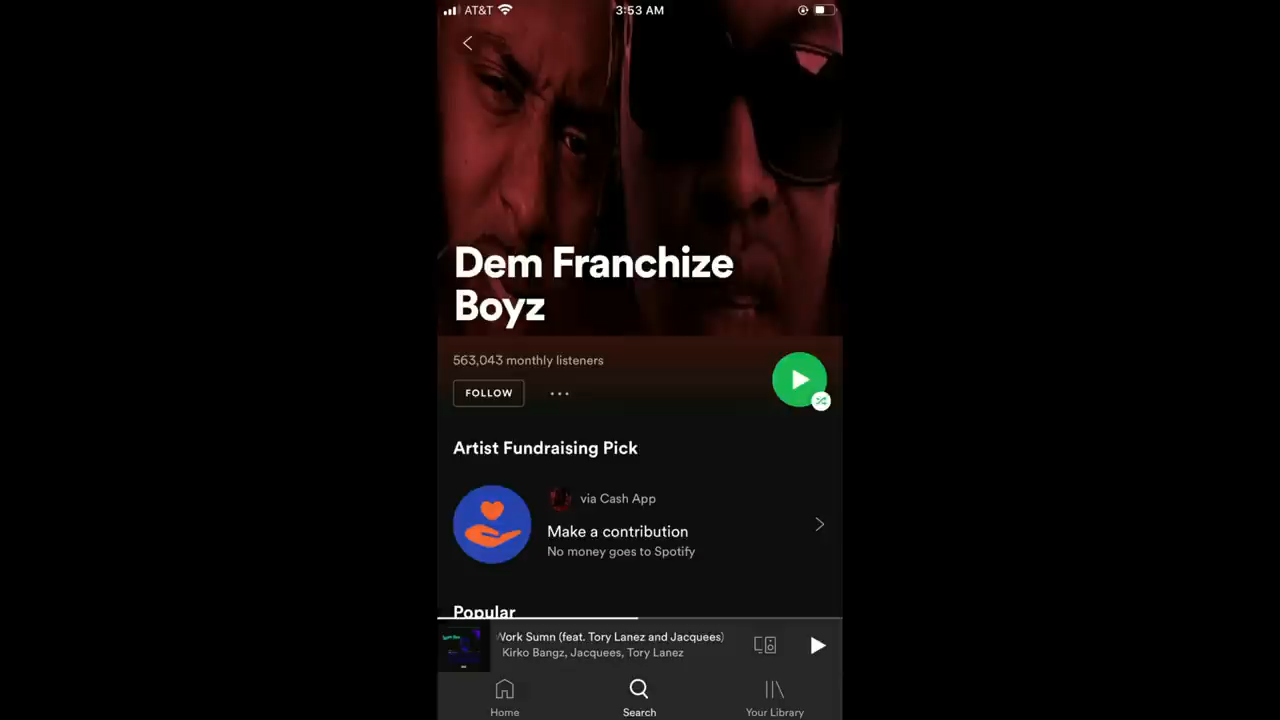 AT&T
3:53 AM
Dem Franchize
Boyz
563,043 monthly listeners
FOLLOW
Artist Fundraising Pick
via Cash App
Make a contribution
No money goes to Spotify
Popular
Work Sumn (feat. Tory Lanez and Jacquees)
Kirko Bangz, Jacquees, Tory Lanez
Home
Search
Your Library